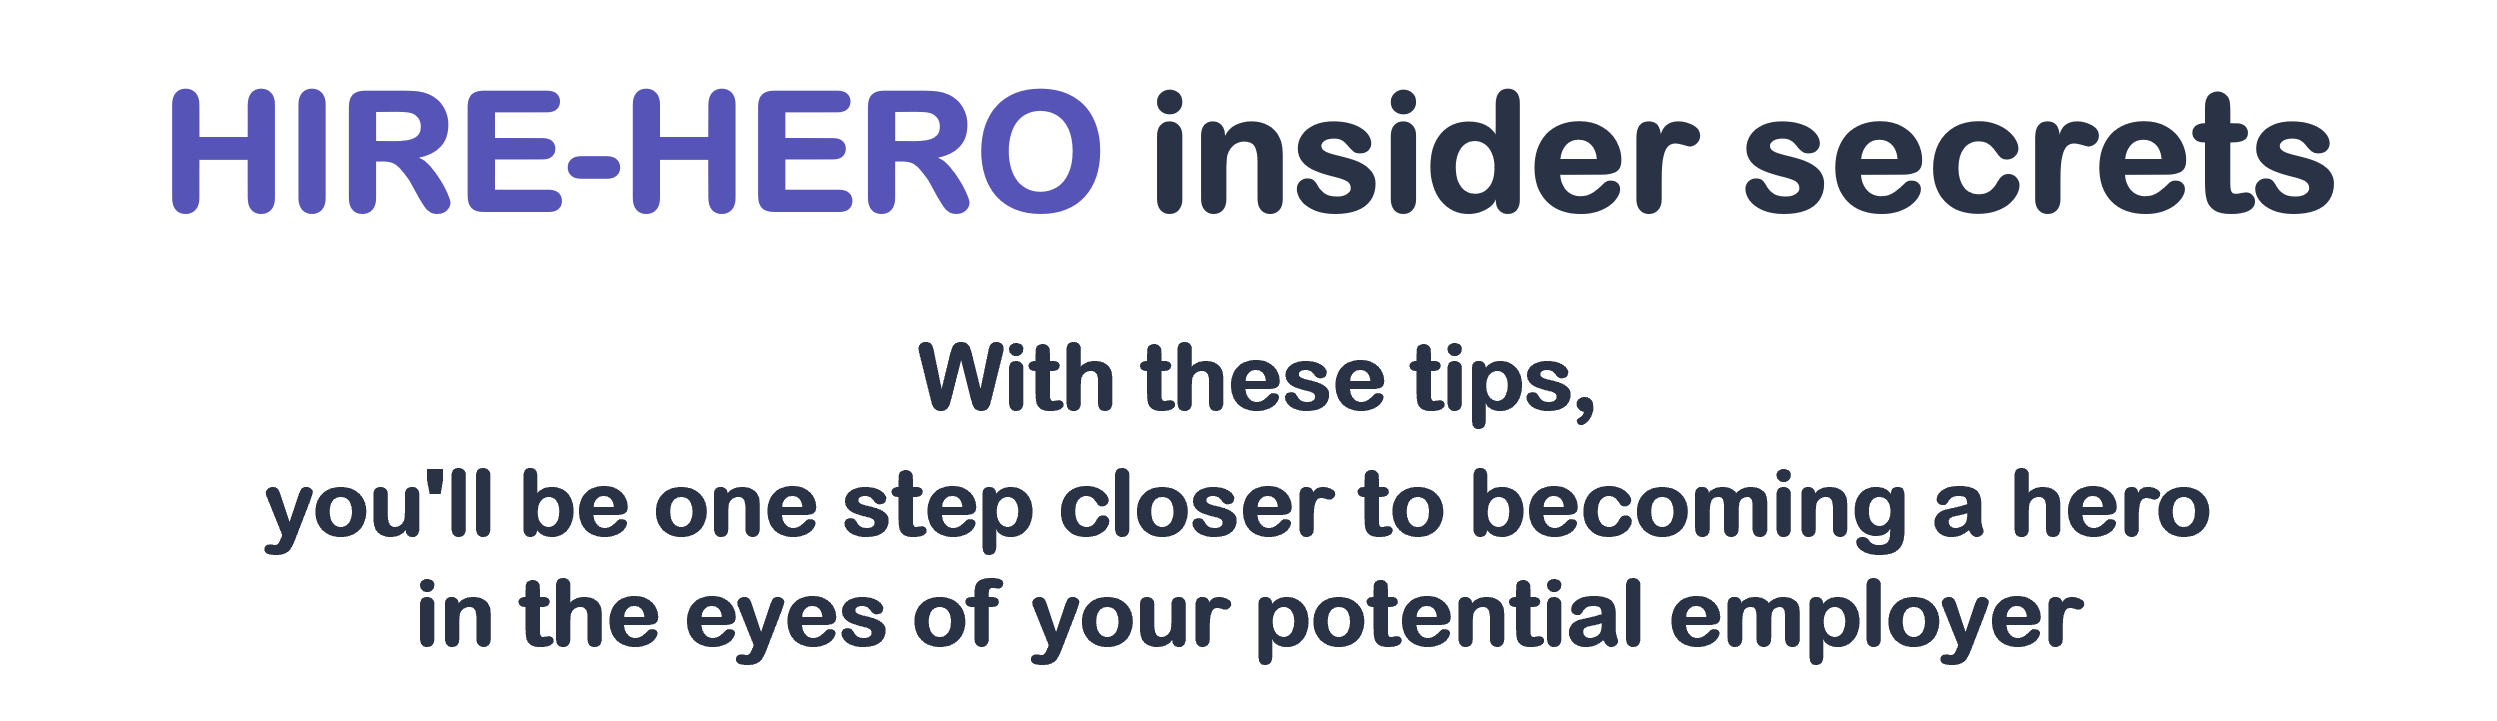 HIRE-HERO insider secrets
With these tips,
you'll be one step closer to becoming a hero
in the eyes of your potential employer